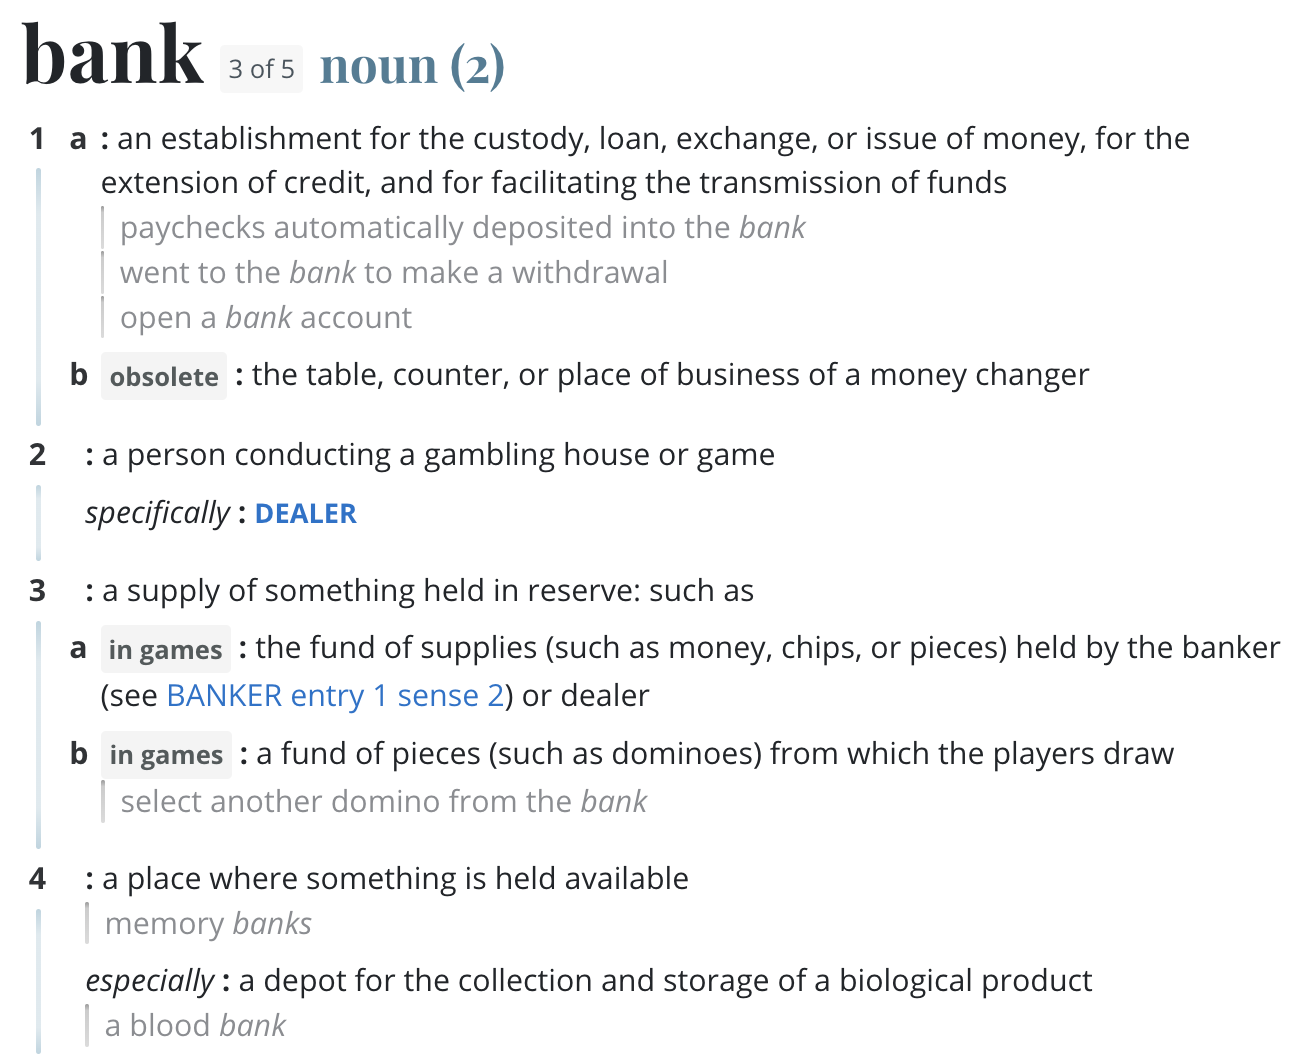 bank 3 of 5 noun (2)
1 a : an establishment for the custody, loan, exchange, or issue of money, for the
extension of credit, and for facilitating the transmission of funds
paychecks automatically deposited into the bank
went to the bank to make a withdrawal
open a bank account
b obsolete : the table, counter, or place of business of a money changer
2 : a person conducting a gambling house or game
specifically : DEALER
3 : a supply of something held in reserve: such as
a in games : the fund of supplies (such as money, chips, or pieces) held by the banker
(see BANKER entry 1 sense 2) or dealer
b in games : a fund of pieces (such as dominoes) from which the players draw
select another domino from the bank
4 : a place where something is held available
memory banks
especially : a depot for the collection and storage of a biological product
a blood bank